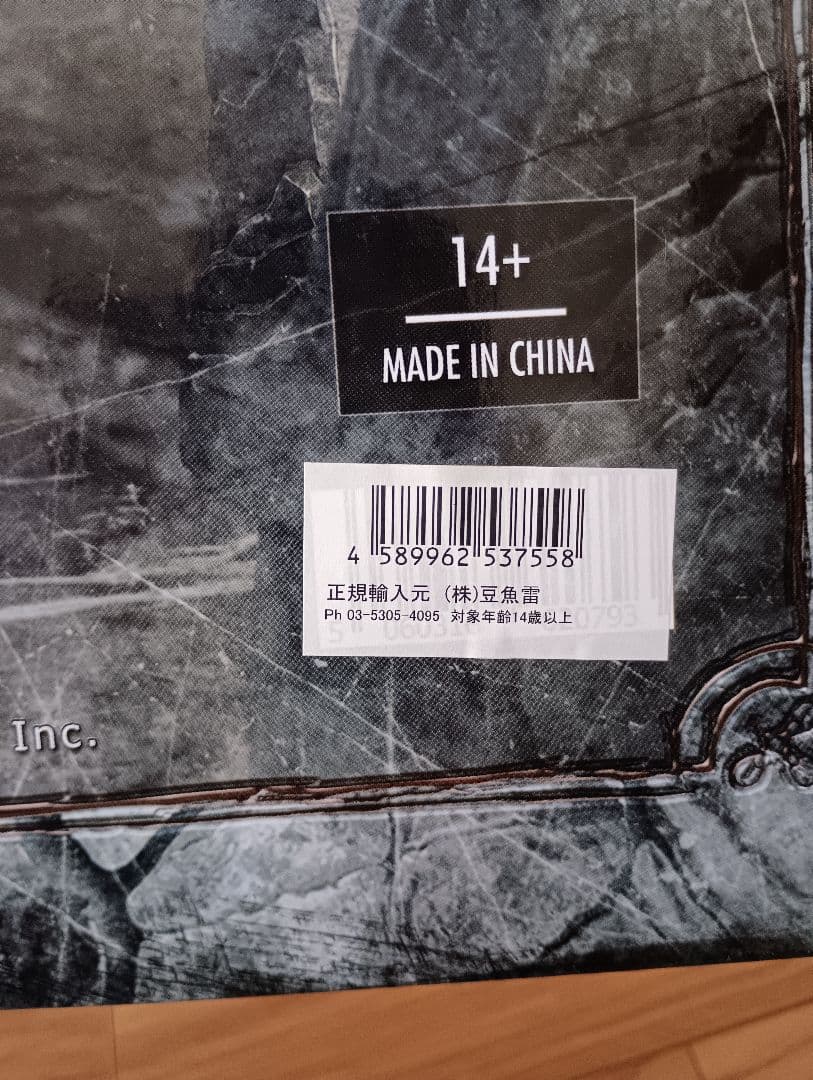 14+
MADE IN CHINA
4 589962 537558
正規輸入元 (株)豆魚雷
Ph 03-5305-4095 対象年齢14歳以上
Inc.